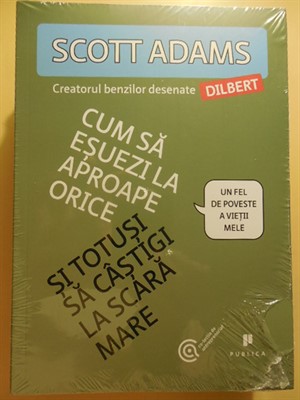 SCOTT ADAMS
Creatorul benzilor desenate DILBERT
CUM SĂ
EȘUEZI LA
APROAPE
ORICE
UN FEL
DE POVESTE
A VIEȚII
MELE
ȘI TOTUȘI
SĂ CÂȘTIGI
LA SCARĂ
MARE
PUBLICA